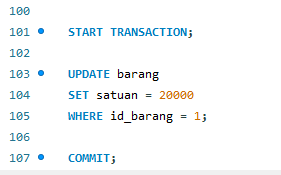 100
101 START TRANSACTION;
102
103 UPDATE barang
104 SET satuan = 20000
105 WHERE id_barang = 1;
106
107 COMMIT;